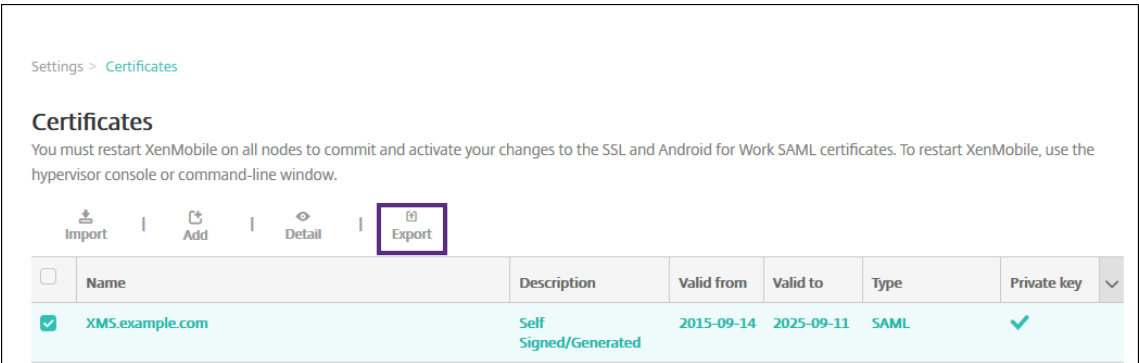 Settings > Certificates
Certificates
You must restart XenMobile on all nodes to commit and activate your changes to the SSL and Android for Work SAML certificates. To restart XenMobile, use the
hypervisor console or command-line window.
Import | Add | Detail | Export
Name Description Valid from Valid to Type Private key
XMS.example.com Self 2015-09-14 2025-09-11 SAML
Signed/Generated